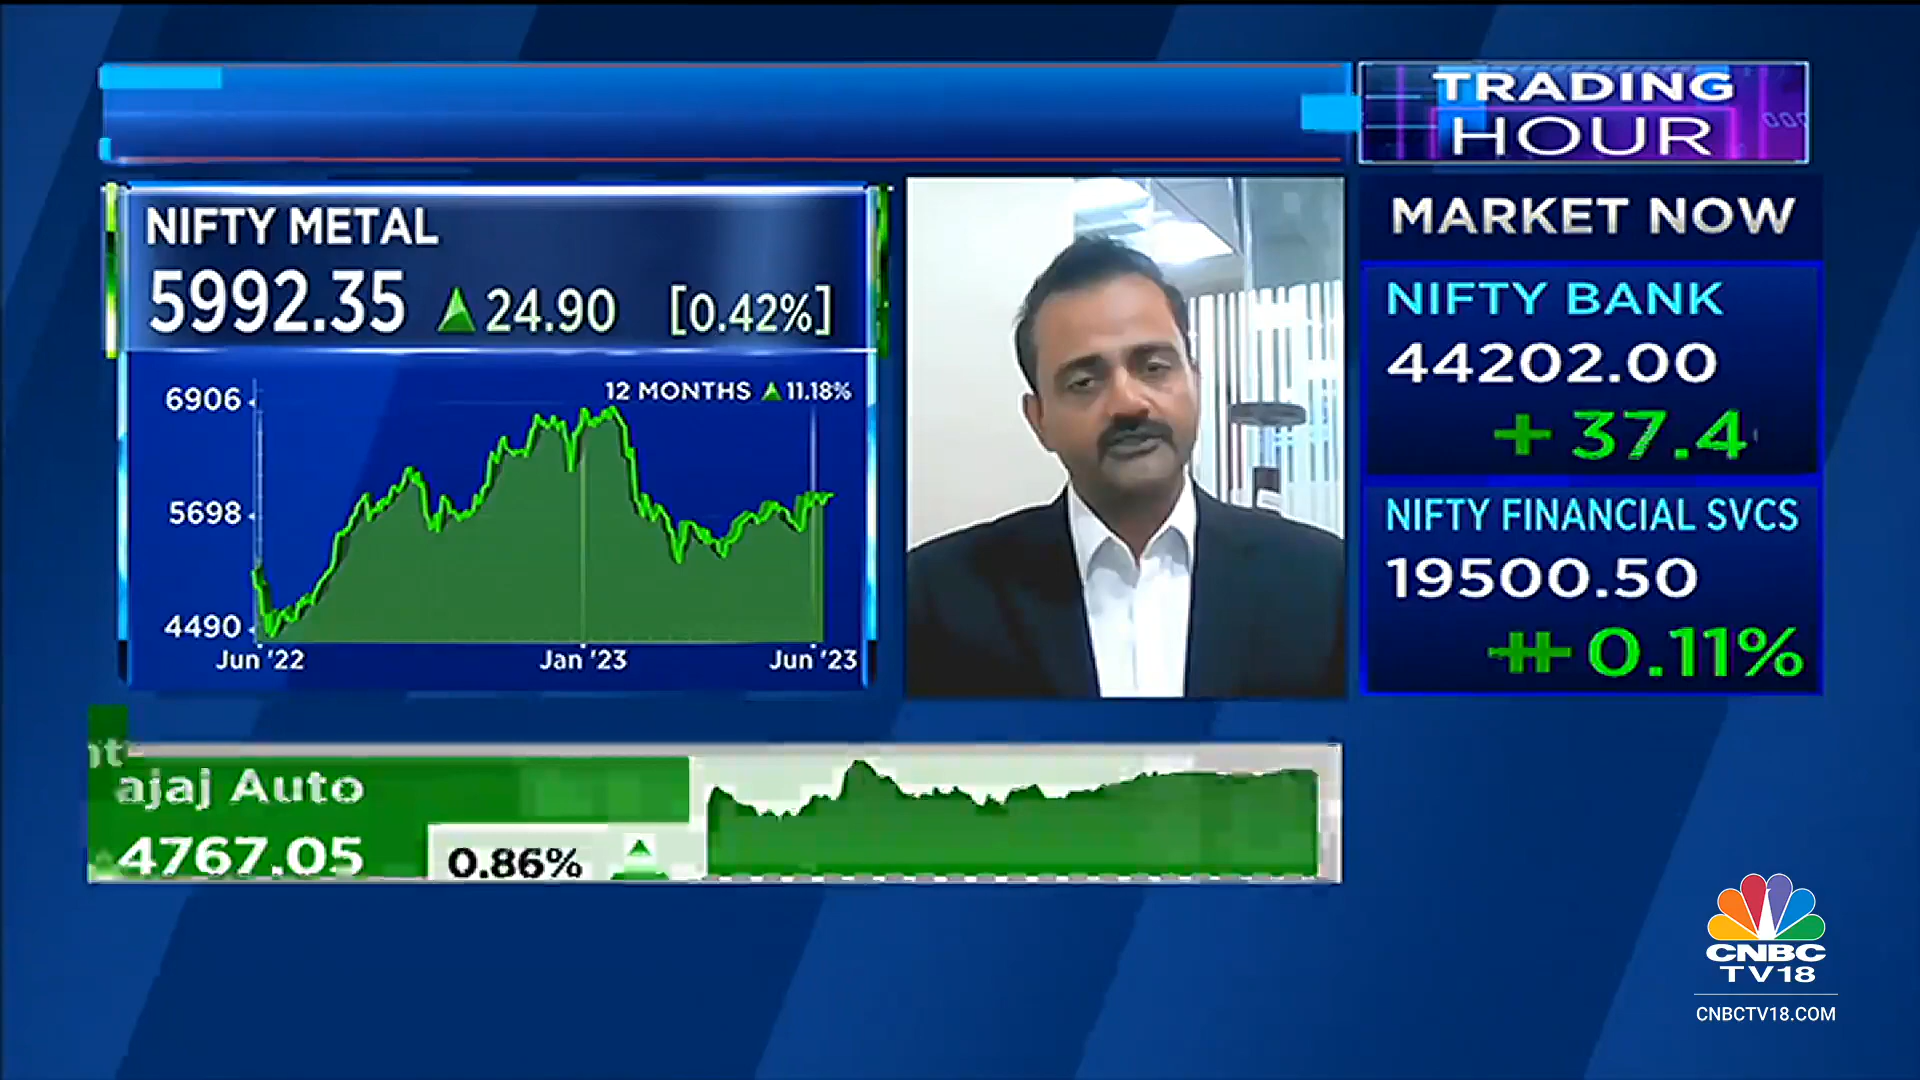 TRADING
HOUR
NIFTY METAL
5992.35 ▲24.90 [0.42%]
12 MONTHS ▲11.18%
6906
5698
4490
Jun '22 Jan '23 Jun '23
MARKET NOW
NIFTY BANK
44202.00
+ 37.4
NIFTY FINANCIAL SVCS
19500.50
0.11%
ajaj Auto
4767.05 0.86% ▲
CNBC
TV18
CNBCTV18.COM